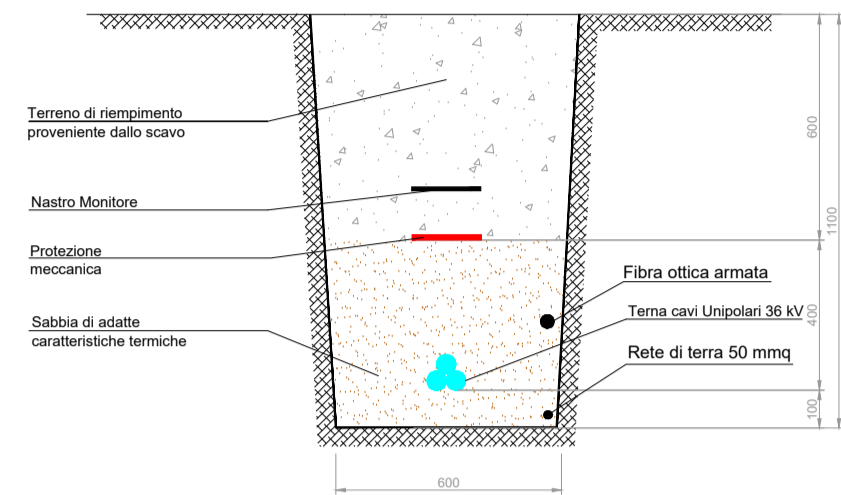 Terreno di riempimento
proveniente dallo scavo
Nastro Monitore
Protezione
meccanica
Sabbia di adatte
caratteristiche termiche
Fibra ottica armata
Terna cavi Unipolari 36 kV
Rete di terra 50 mmq
600
1100
400
100
600